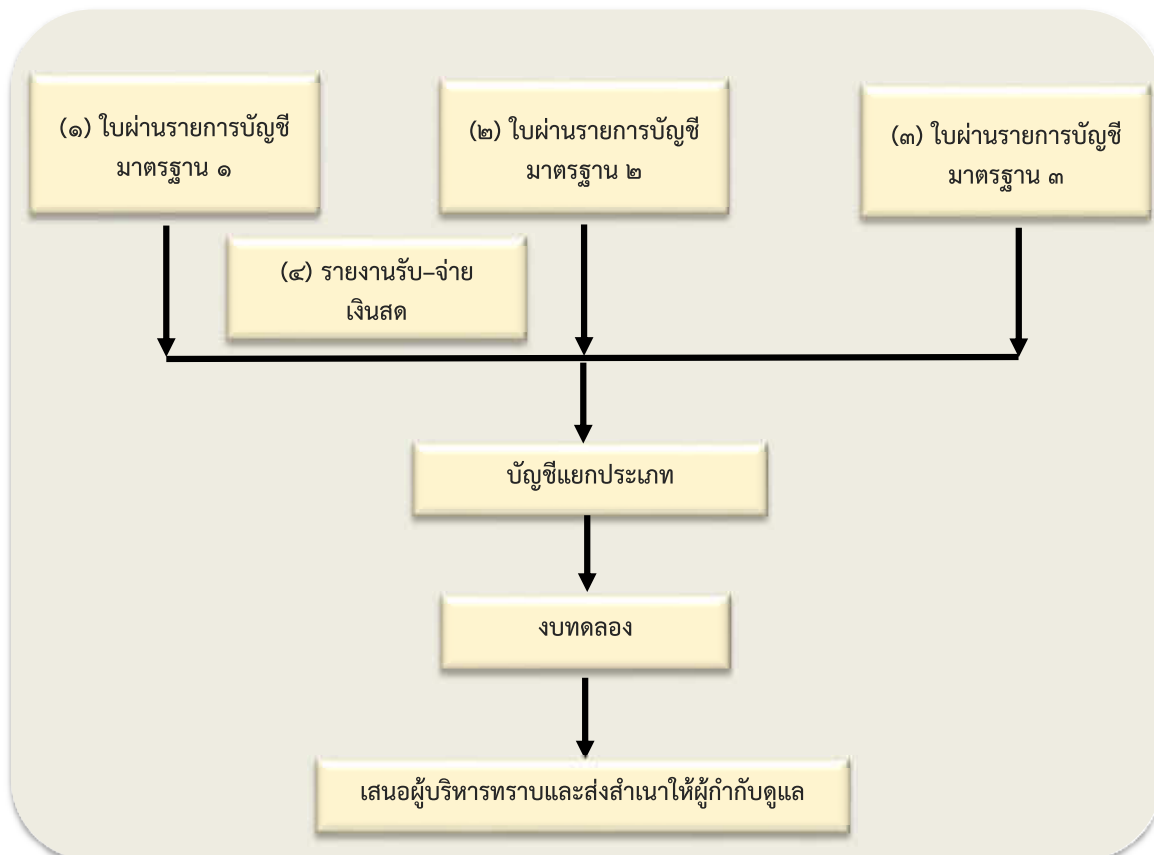 (๑) ใบผ่านรายการบัญชี
มาตรฐาน ๑
(๒) ใบผ่านรายการบัญชี
มาตรฐาน ๒
(๓) ใบผ่านรายการบัญชี
มาตรฐาน ๓
(๔) รายงานรับ–จ่าย
เงินสด
บัญชีแยกประเภท
งบทดลอง
เสนอผู้บริหารทราบและส่งสำเนาให้ผู้กำกับดูแล